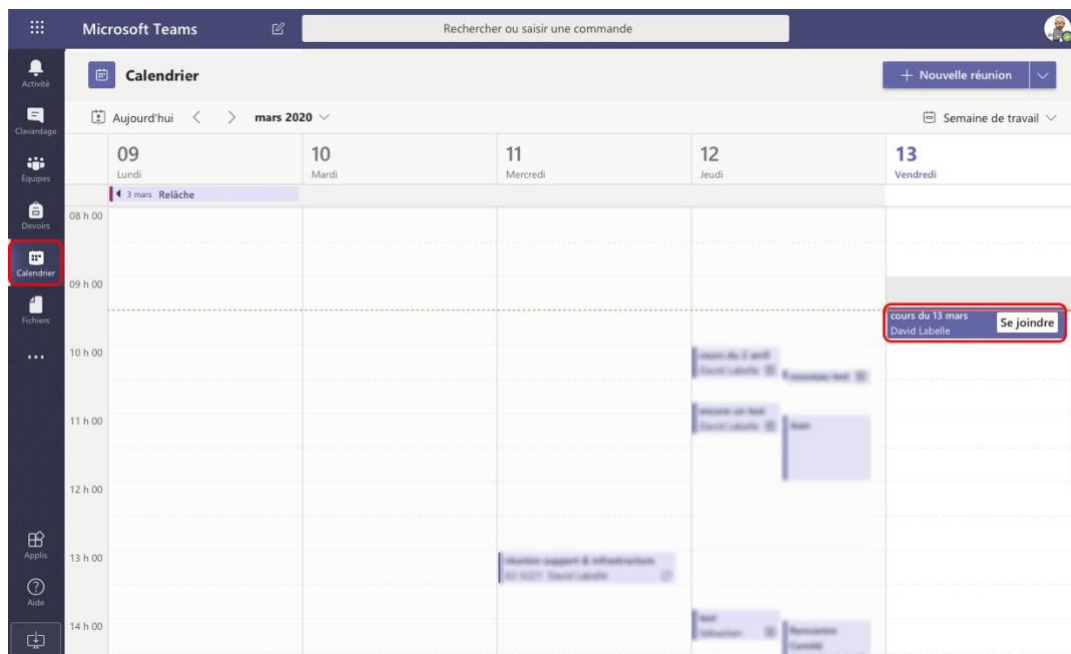 Microsoft Teams
Rechercher ou saisir une commande
Activité
Clavardage
Équipes
Devoirs
Calendrier
Fichiers
Applis
Aide
Calendrier
+ Nouvelle réunion
Aujourd'hui
mars 2020
Semaine de travail
09
Lundi
10
Mardi
11
Mercredi
12
Jeudi
13
Vendredi
3 mars Relâche
08 h 00
09 h 00
cours du 13 mars
David Labelle
Se joindre
10 h 00
11 h 00
12 h 00
13 h 00
14 h 00